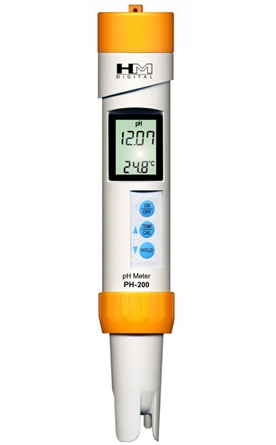 HM
DIGITAL
pH
12.07
24.8°C
ON
OFF
TEMP
CAL
HOLD
pH Meter
PH-200